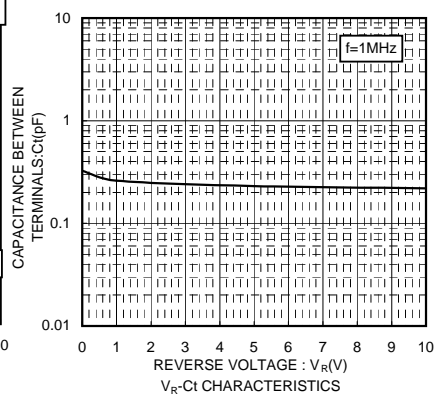 10
f=1MHz
1
0.1
0.01
CAPACITANCE BETWEEN
TERMINALS:Ct(pF)
0
0 1 2 3 4 5 6 7 8 9 10
REVERSE VOLTAGE : VR(V)
VR-Ct CHARACTERISTICS